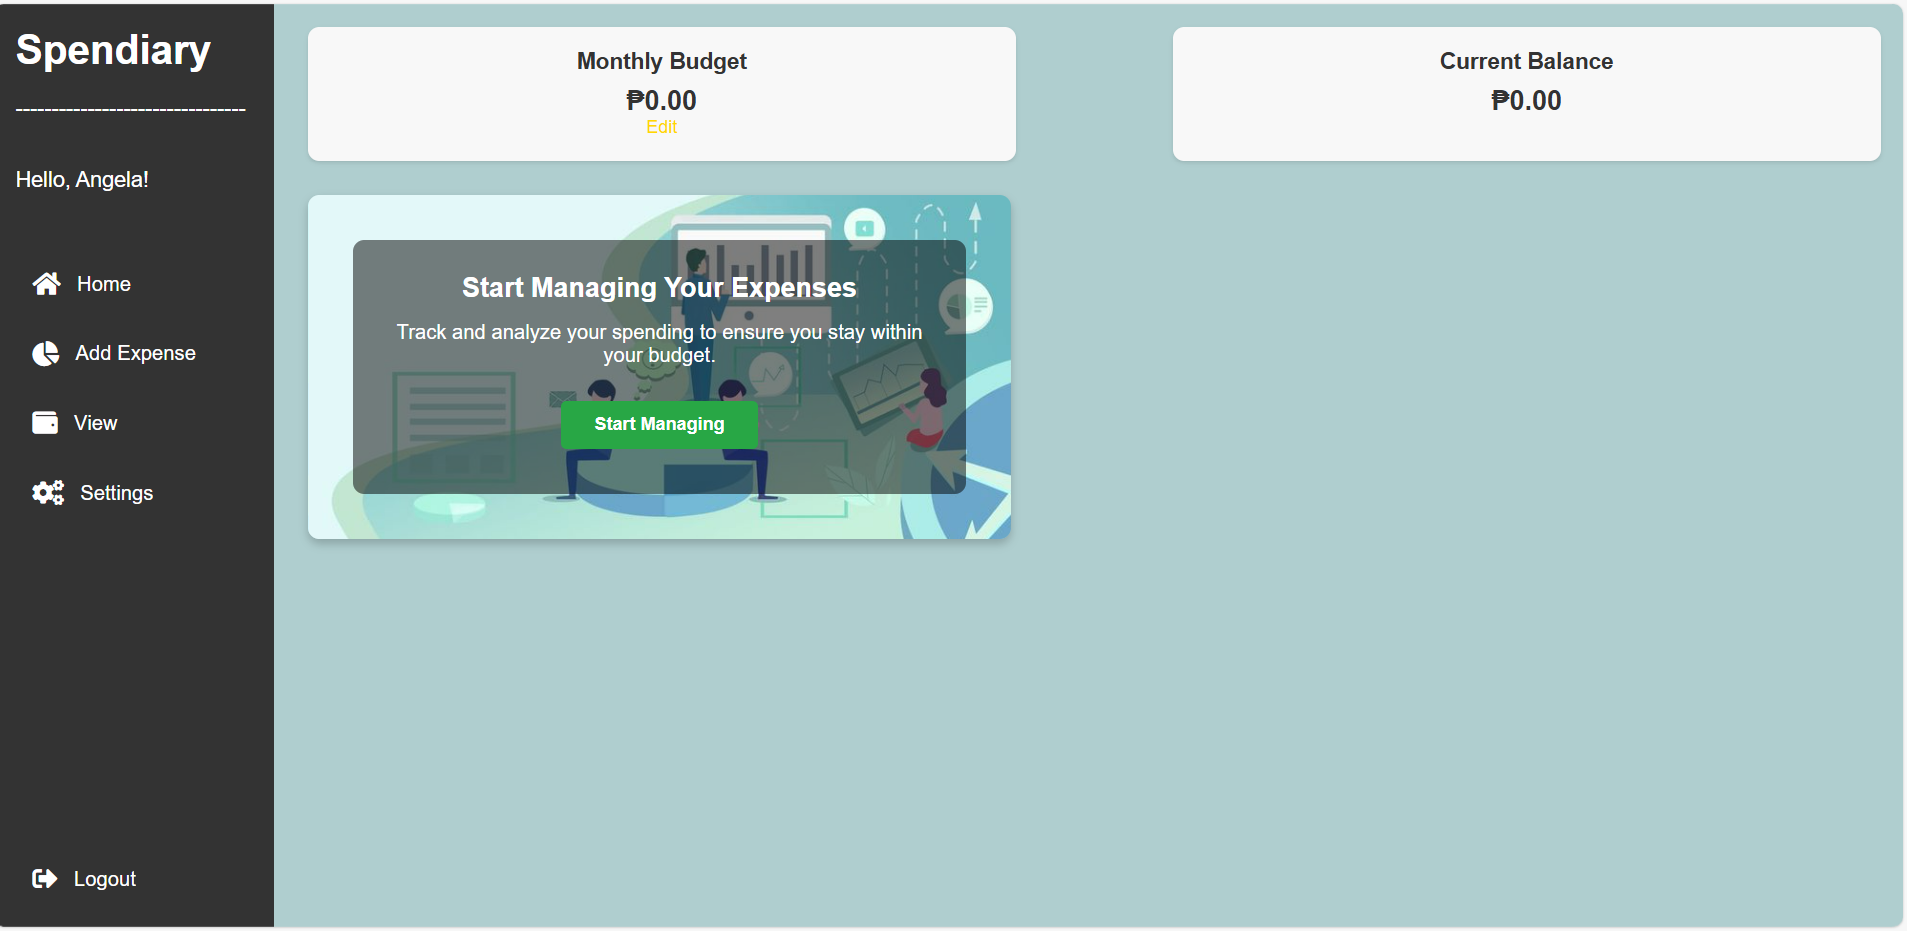 Spendiary
--------------------------------
Hello, Angela!
Home
Add Expense
View
Settings
Logout
Monthly Budget
₱0.00
Edit
Current Balance
₱0.00
Start Managing Your Expenses
Track and analyze your spending to ensure you stay within
your budget.
Start Managing